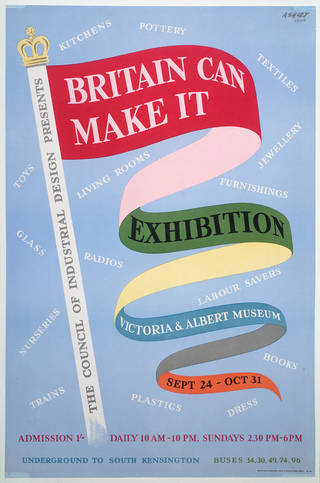 ASHLEY
KITCHENS
POTTERY
TEXTILES
BRITAIN CAN
MAKE IT
JEWELLERY
TOYS
LIVING ROOMS
FURNISHINGS
THE COUNCIL OF INDUSTRIAL DESIGN PRESENTS
EXHIBITION
GLASS
RADIOS
LABOUR SAVERS
VICTORIA & ALBERT MUSEUM
NURSERIES
BOOKS
SEPT 24 - OCT 31
TRAINS
PLASTICS
DRESS
ADMISSION 1/- DAILY 10 AM-10 PM. SUNDAYS 2.30 PM-6 PM
UNDERGROUND TO SOUTH KENSINGTON BUSES 14, 30, 49, 74, 96